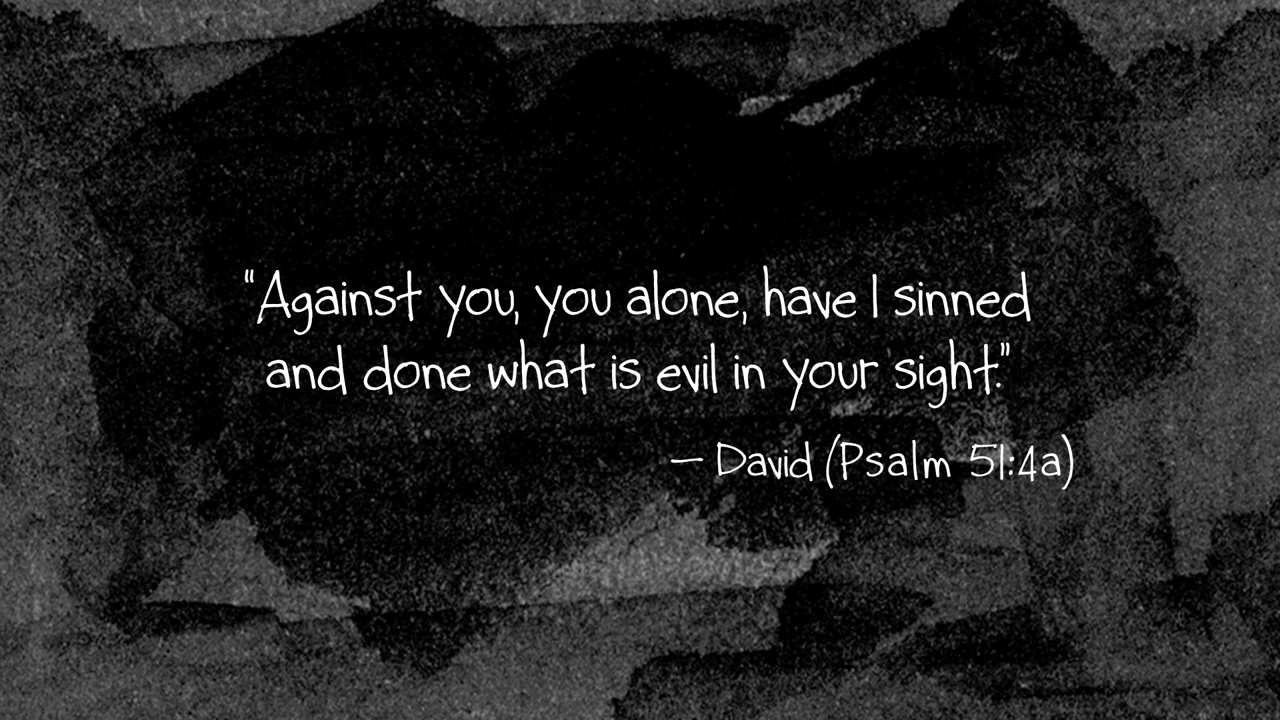 "Against you, you alone, have I sinned
and done what is evil in your sight."
— David (Psalm 51:4a)